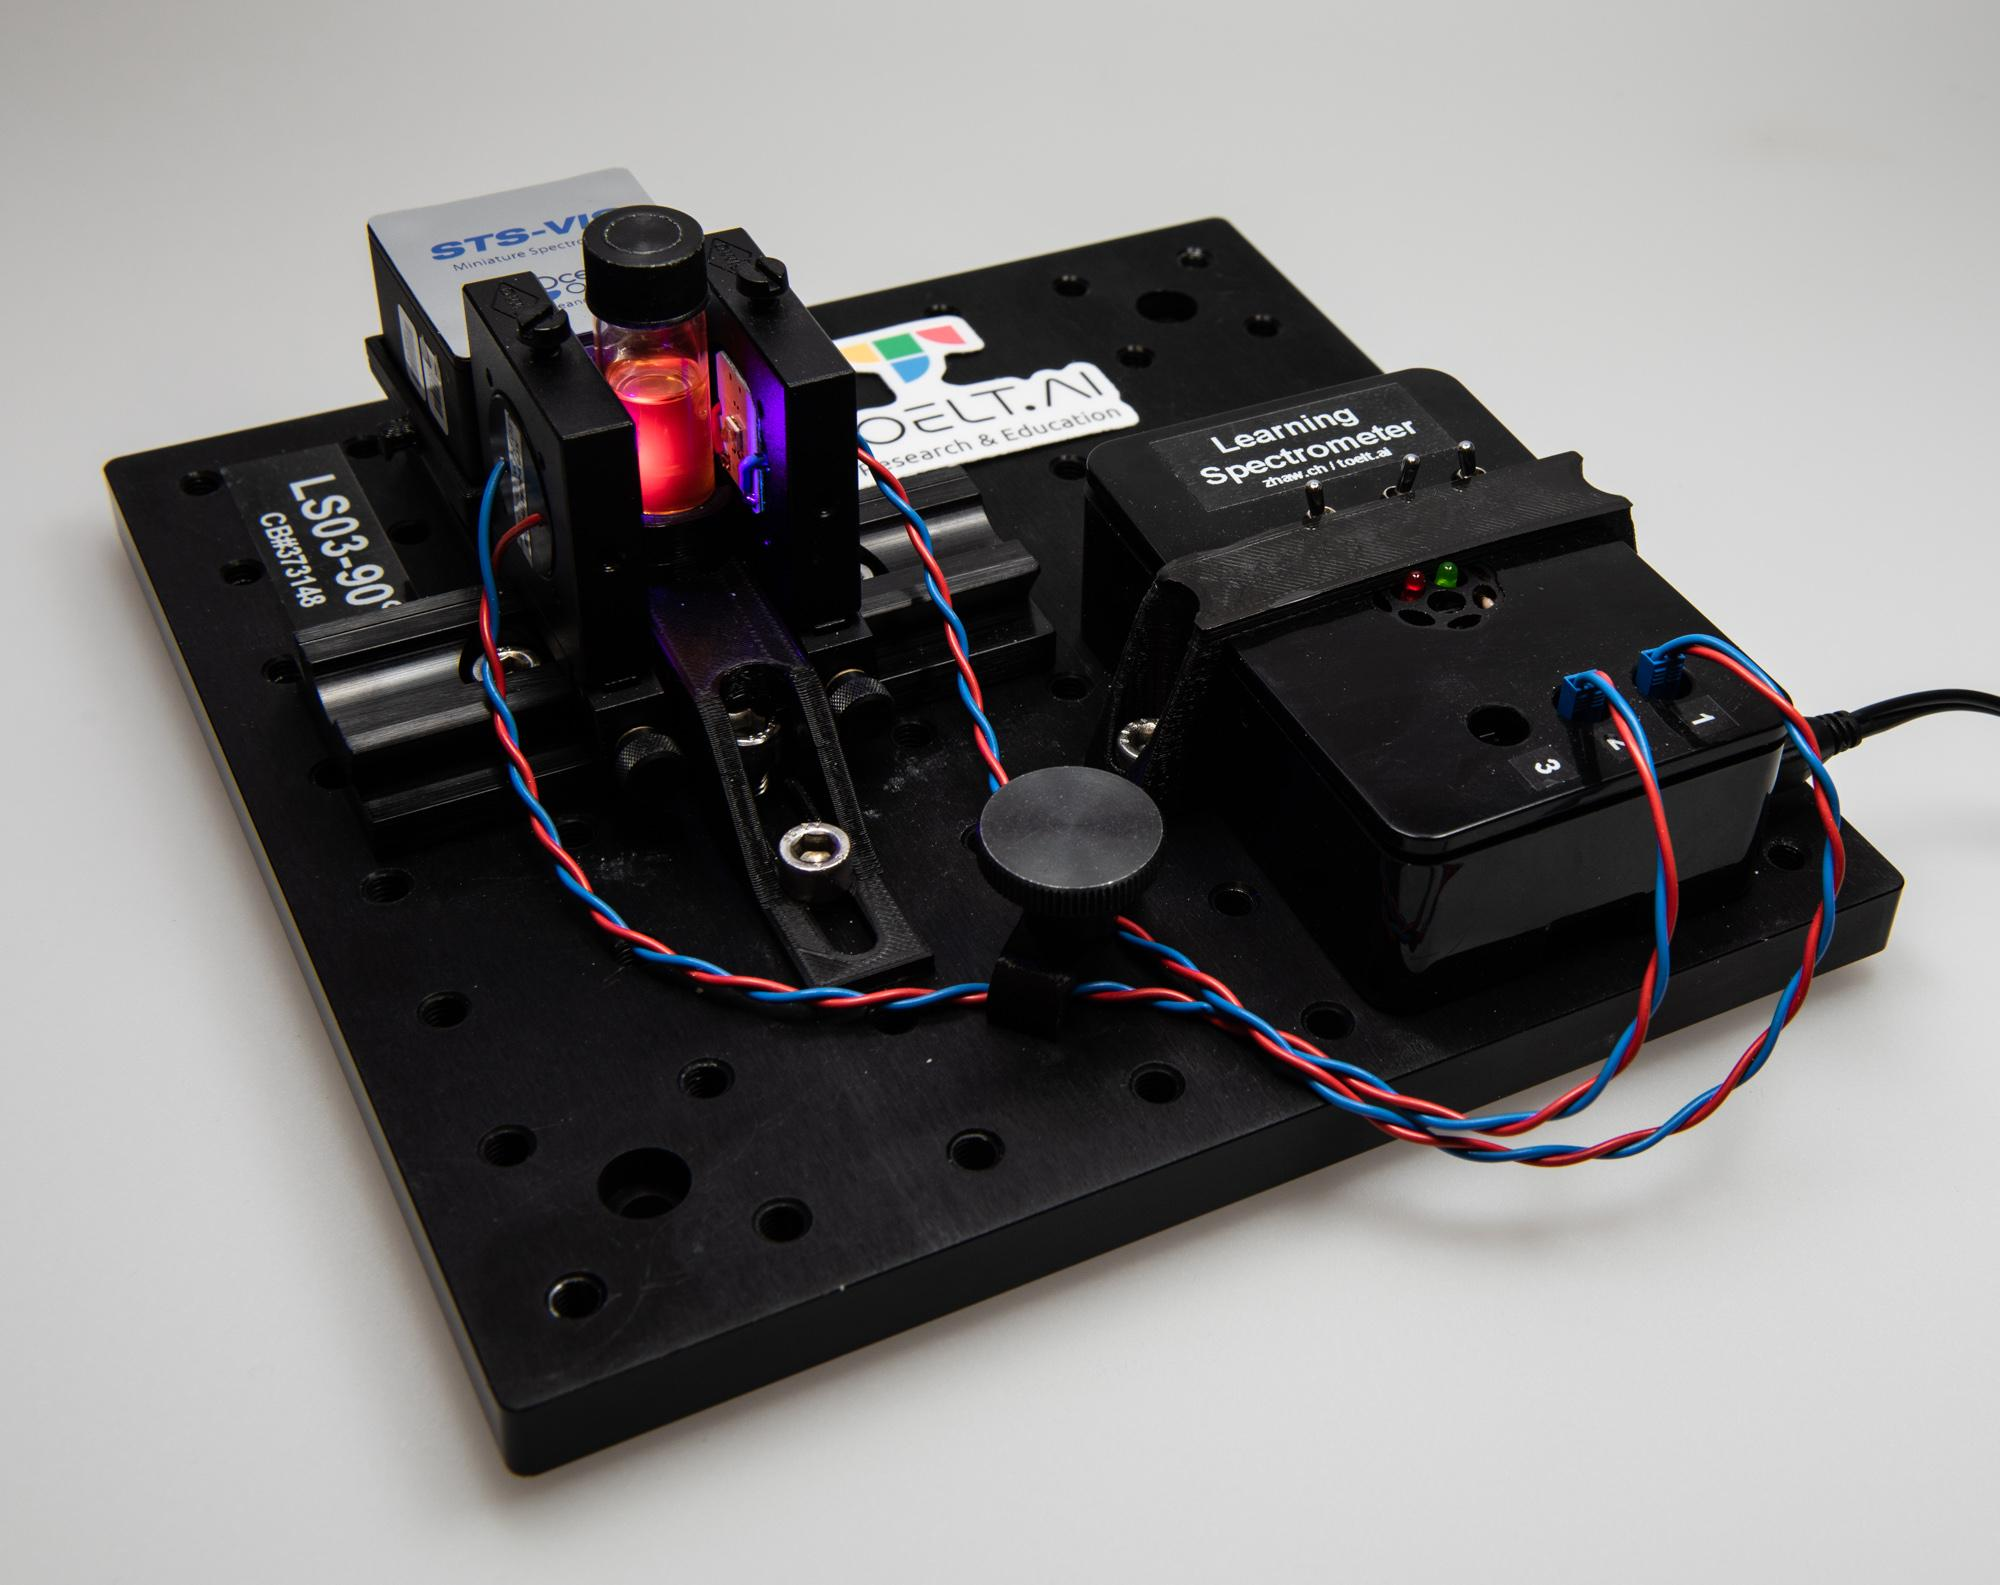 STS-VIS
Miniature
LS03-90°
CB#373148
OELT.AI
Research & Education
Learning
Spectrometer
zhaw.ch / toelt.ai
1
2
3